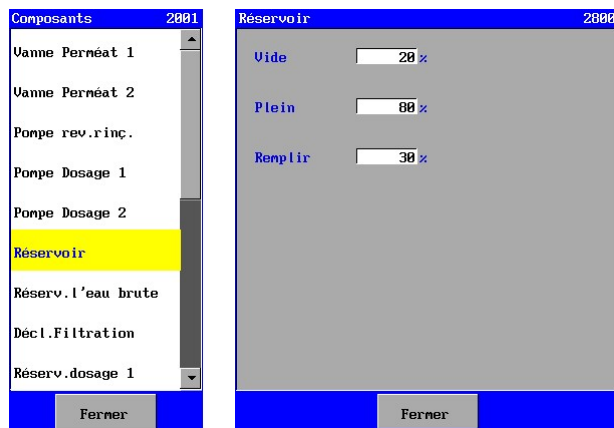 Composants 2001
Vanne Perméat 1
Vanne Perméat 2
Pompe rev.rinç.
Pompe Dosage 1
Pompe Dosage 2
Réservoir
Réserv.l'eau brute
Décl.Filtration
Réserv.dosage 1
Fermer
Réservoir 2800
Vide 20 %
Plein 80 %
Remplir 30 %
Fermer